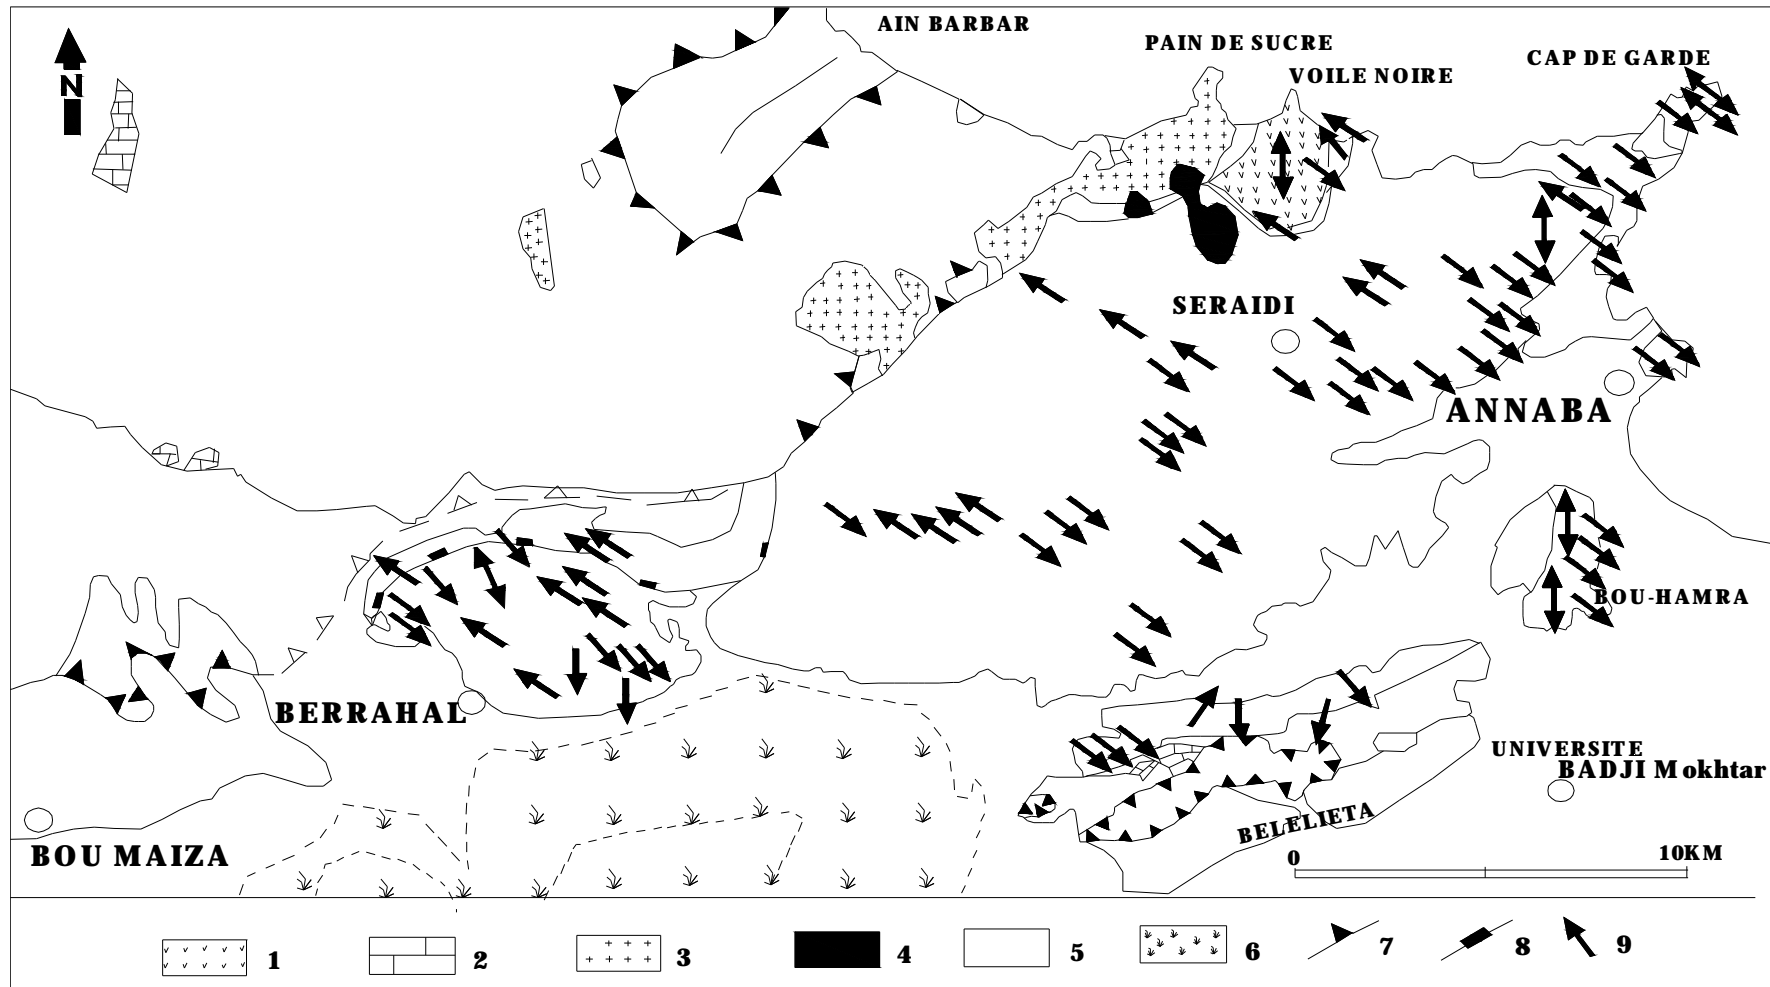 AIN BARBAR
PAIN DE SUCRE
VOILE NOIRE
CAP DE GARDE
N
SERAIDI
ANNABA
BOU-HAMRA
BERRAHAL
UNIVERSITE
BADJI Mokhtar
BELELIETA
BOU MAIZA
0 10KM
1 2 3 4 5 6 7 8 9